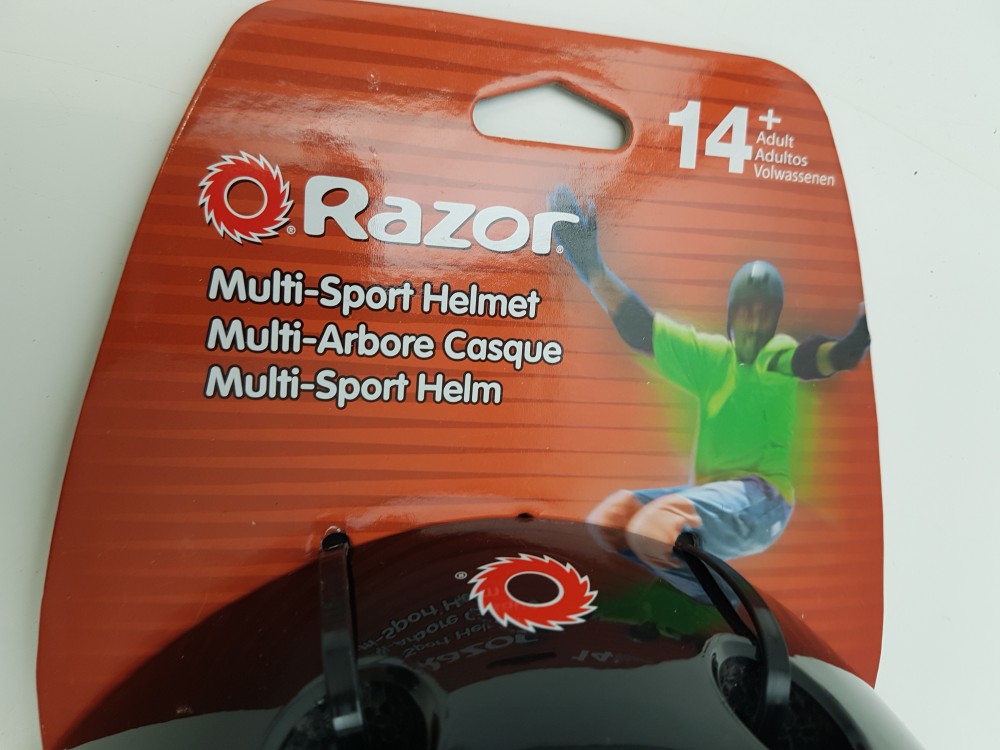 14+
Adult
Adultos
Volwassenen
Razor®
Multi-Sport Helmet
Multi-Arbore Casque
Multi-Sport Helm
®